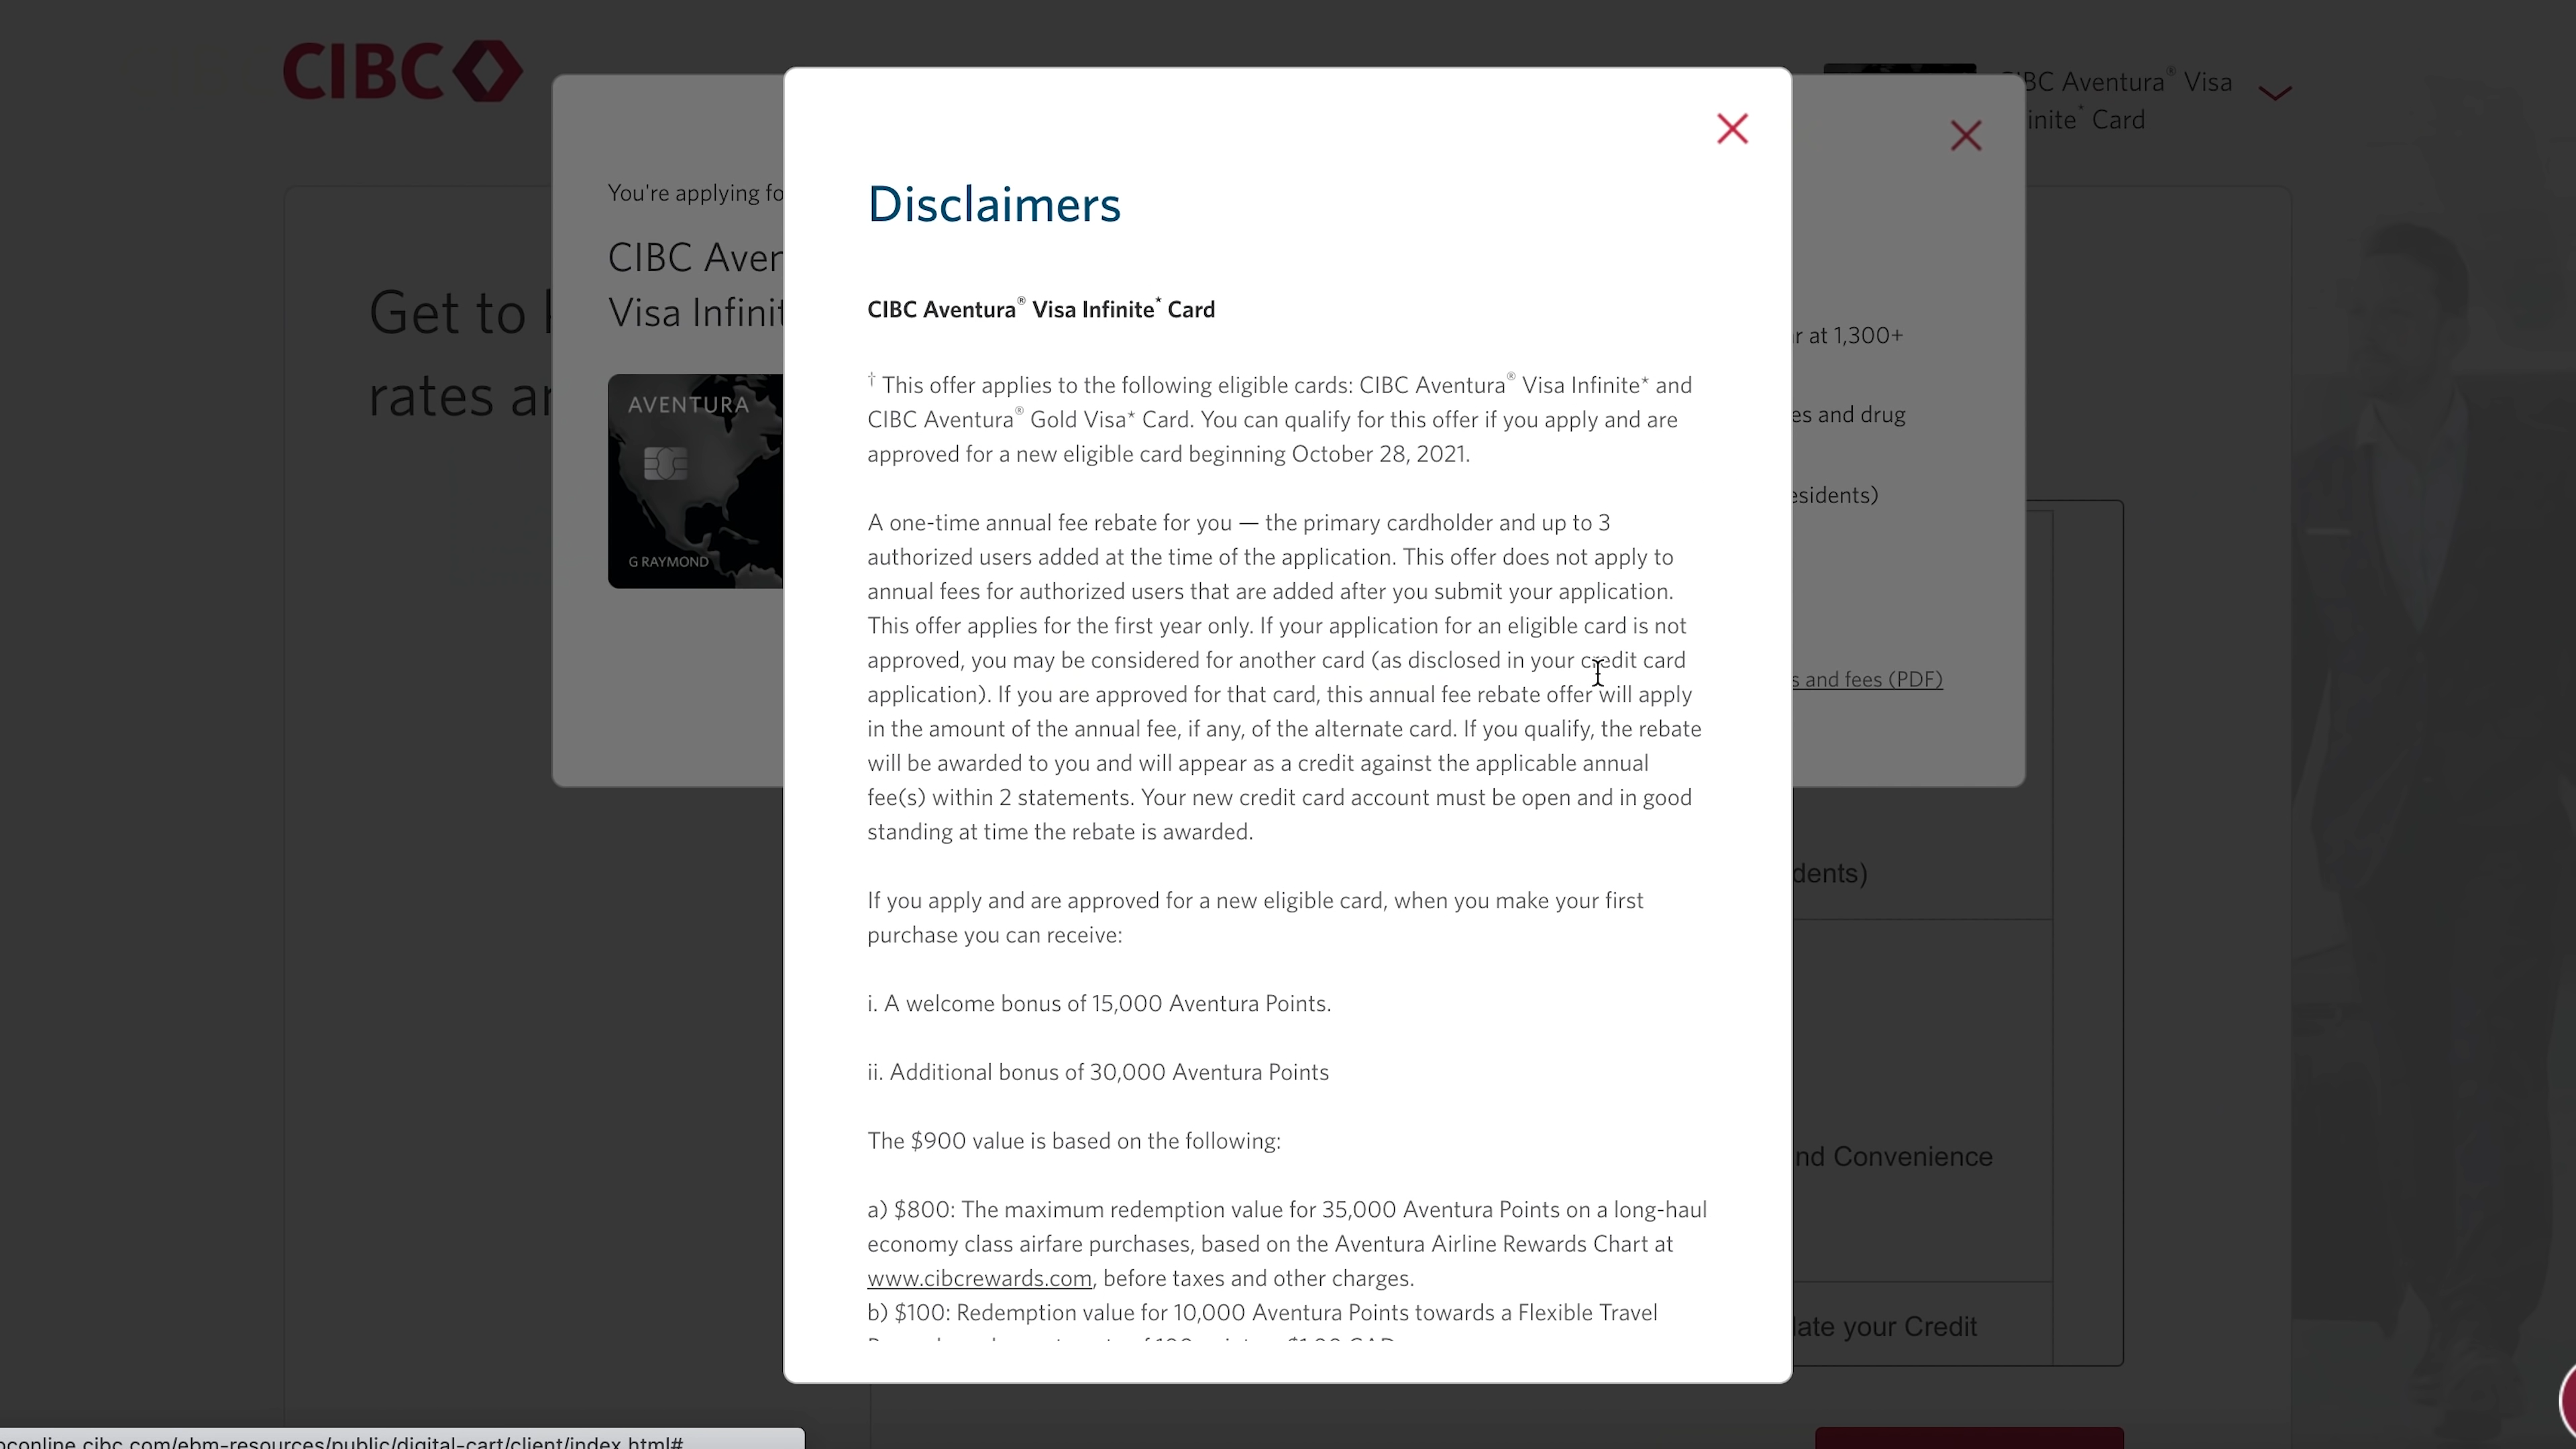 CIBC
CIBC Aventura® Visa
Infinite* Card
You're applying fo
CIBC Aven
Visa Infinit
AVENTURA
G RAYMOND
Get to
rates an
Disclaimers
CIBC Aventura® Visa Infinite* Card
† This offer applies to the following eligible cards: CIBC Aventura® Visa Infinite* and
CIBC Aventura® Gold Visa* Card. You can qualify for this offer if you apply and are
approved for a new eligible card beginning October 28, 2021.
A one-time annual fee rebate for you — the primary cardholder and up to 3
authorized users added at the time of the application. This offer does not apply to
annual fees for authorized users that are added after you submit your application.
This offer applies for the first year only. If your application for an eligible card is not
approved, you may be considered for another card (as disclosed in your credit card
application). If you are approved for that card, this annual fee rebate offer will apply
in the amount of the annual fee, if any, of the alternate card. If you qualify, the rebate
will be awarded to you and will appear as a credit against the applicable annual
fee(s) within 2 statements. Your new credit card account must be open and in good
standing at time the rebate is awarded.
If you apply and are approved for a new eligible card, when you make your first
purchase you can receive:
i. A welcome bonus of 15,000 Aventura Points.
ii. Additional bonus of 30,000 Aventura Points
The $900 value is based on the following:
a) $800: The maximum redemption value for 35,000 Aventura Points on a long-haul
economy class airfare purchases, based on the Aventura Airline Rewards Chart at
www.cibcrewards.com, before taxes and other charges.
b) $100: Redemption value for 10,000 Aventura Points towards a Flexible Travel
r at 1,300+
es and drug
esidents)
s and fees (PDF)
dents)
nd Convenience
late your Credit
conline.cibc.com/ebm-resources/public/digital-cart/client/index.html#